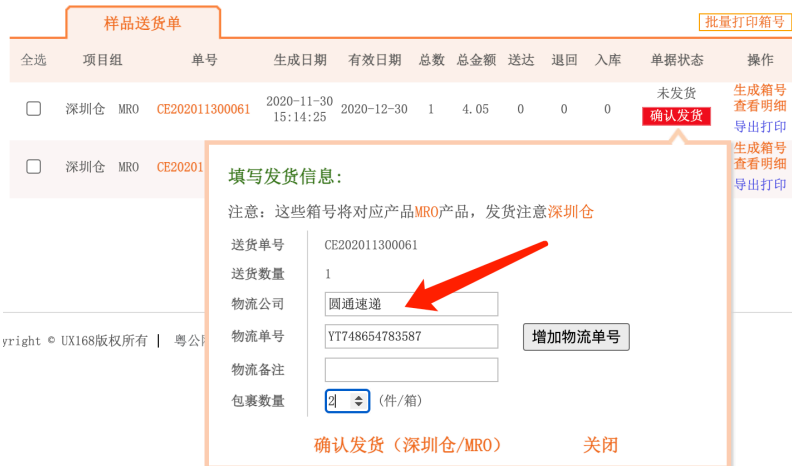 样品送货单
批量打印箱号
全选 项目组 单号 生成日期 有效日期 总数 总金额 送达 退回 入库 单据状态 操作
深圳仓 MRO CE202011300061 2020-11-30 15:14:25 2020-12-30 1 4.05 0 0 0 未发货 确认发货 生成箱号 查看明细 导出打印
深圳仓 MRO CE20201 生成箱号 查看明细 导出打印
填写发货信息:
注意: 这些箱号将对应产品MRO产品，发货注意深圳仓
送货单号 CE202011300061
送货数量 1
物流公司 圆通速递
物流单号 YT748654783587 增加物流单号
物流备注
包裹数量 2 (件/箱)
确认发货（深圳仓/MRO） 关闭
yright © UX168版权所有 | 粤公